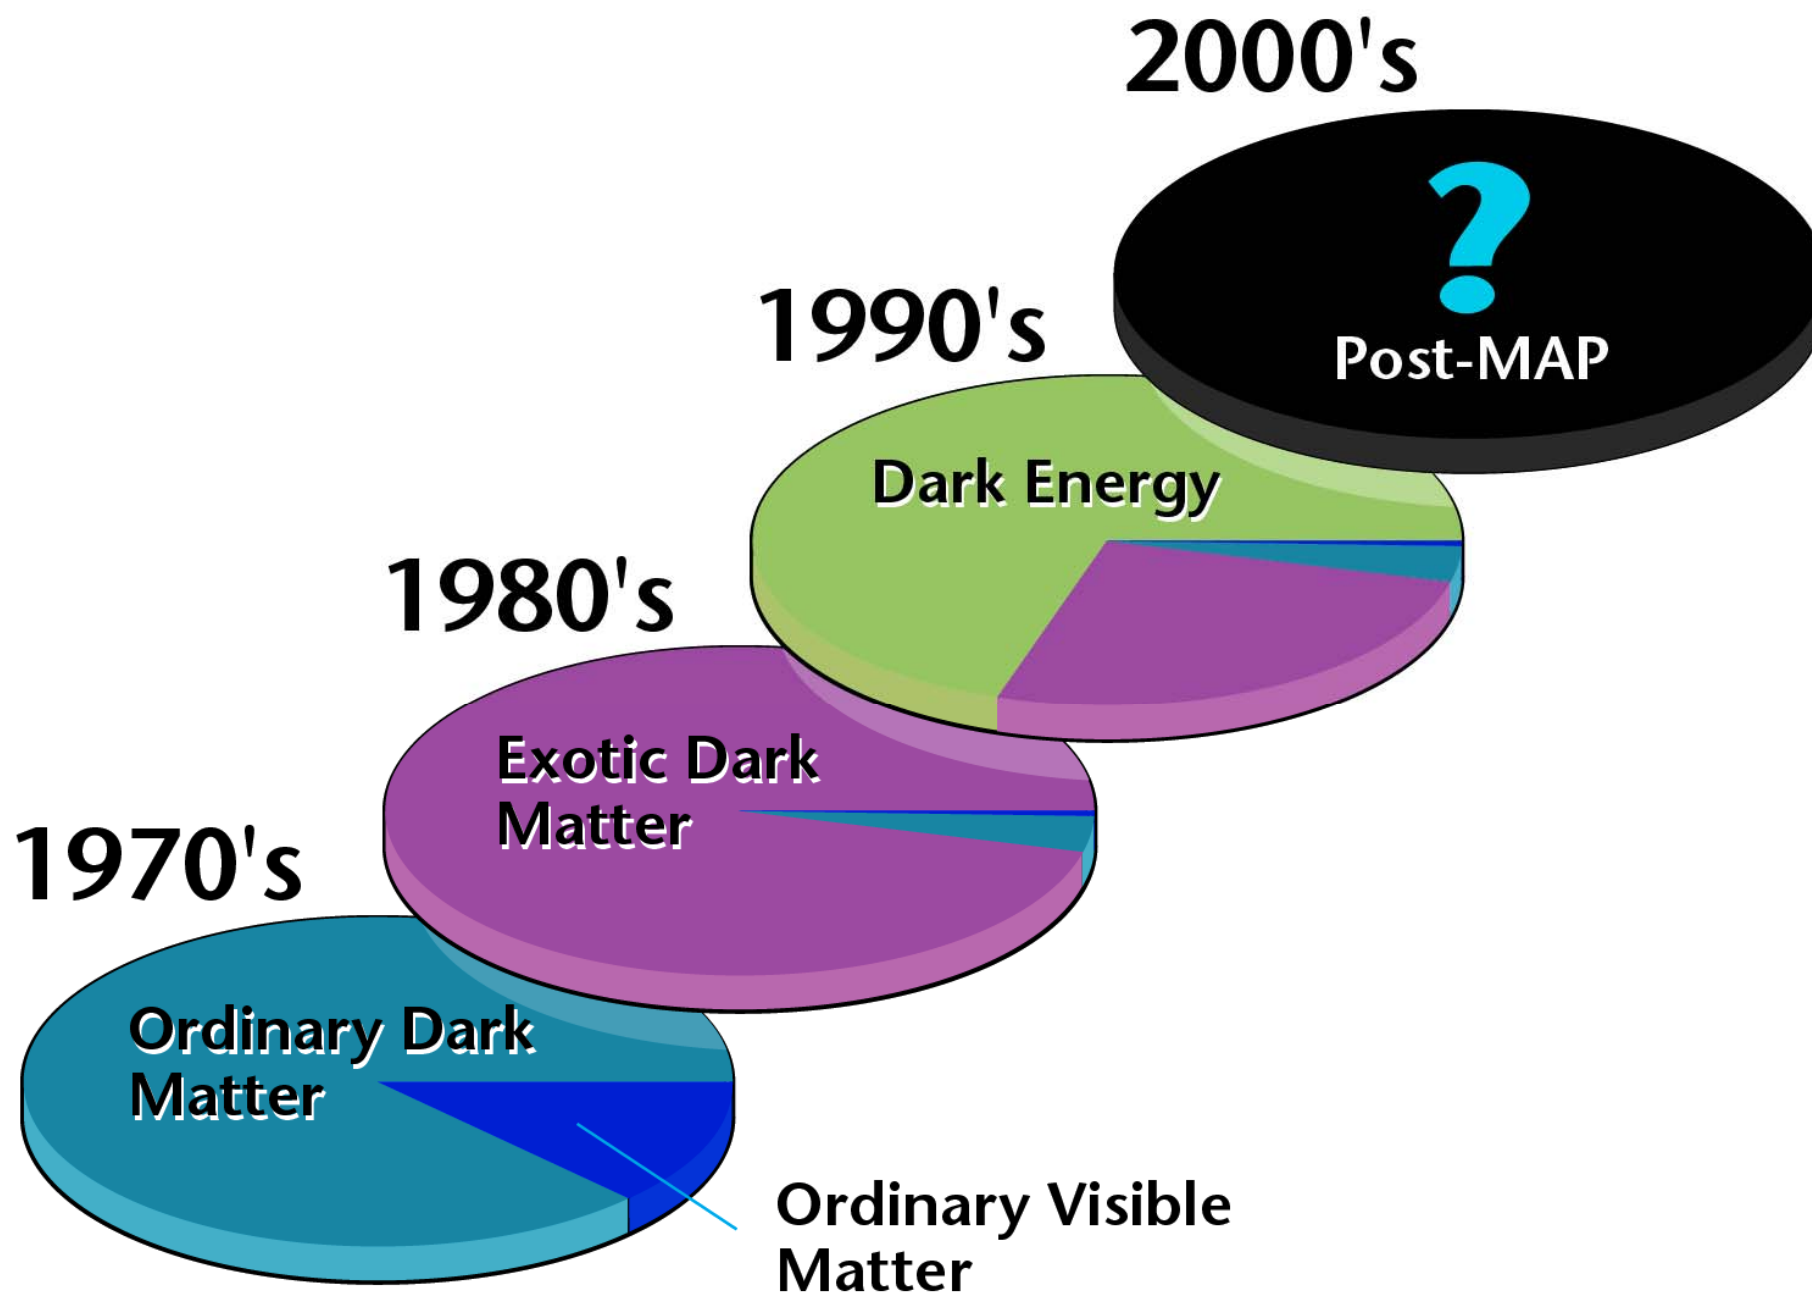 2000's
?
Post-MAP
1990's
Dark Energy
1980's
Exotic Dark
Matter
1970's
Ordinary Dark
Matter
Ordinary Visible
Matter